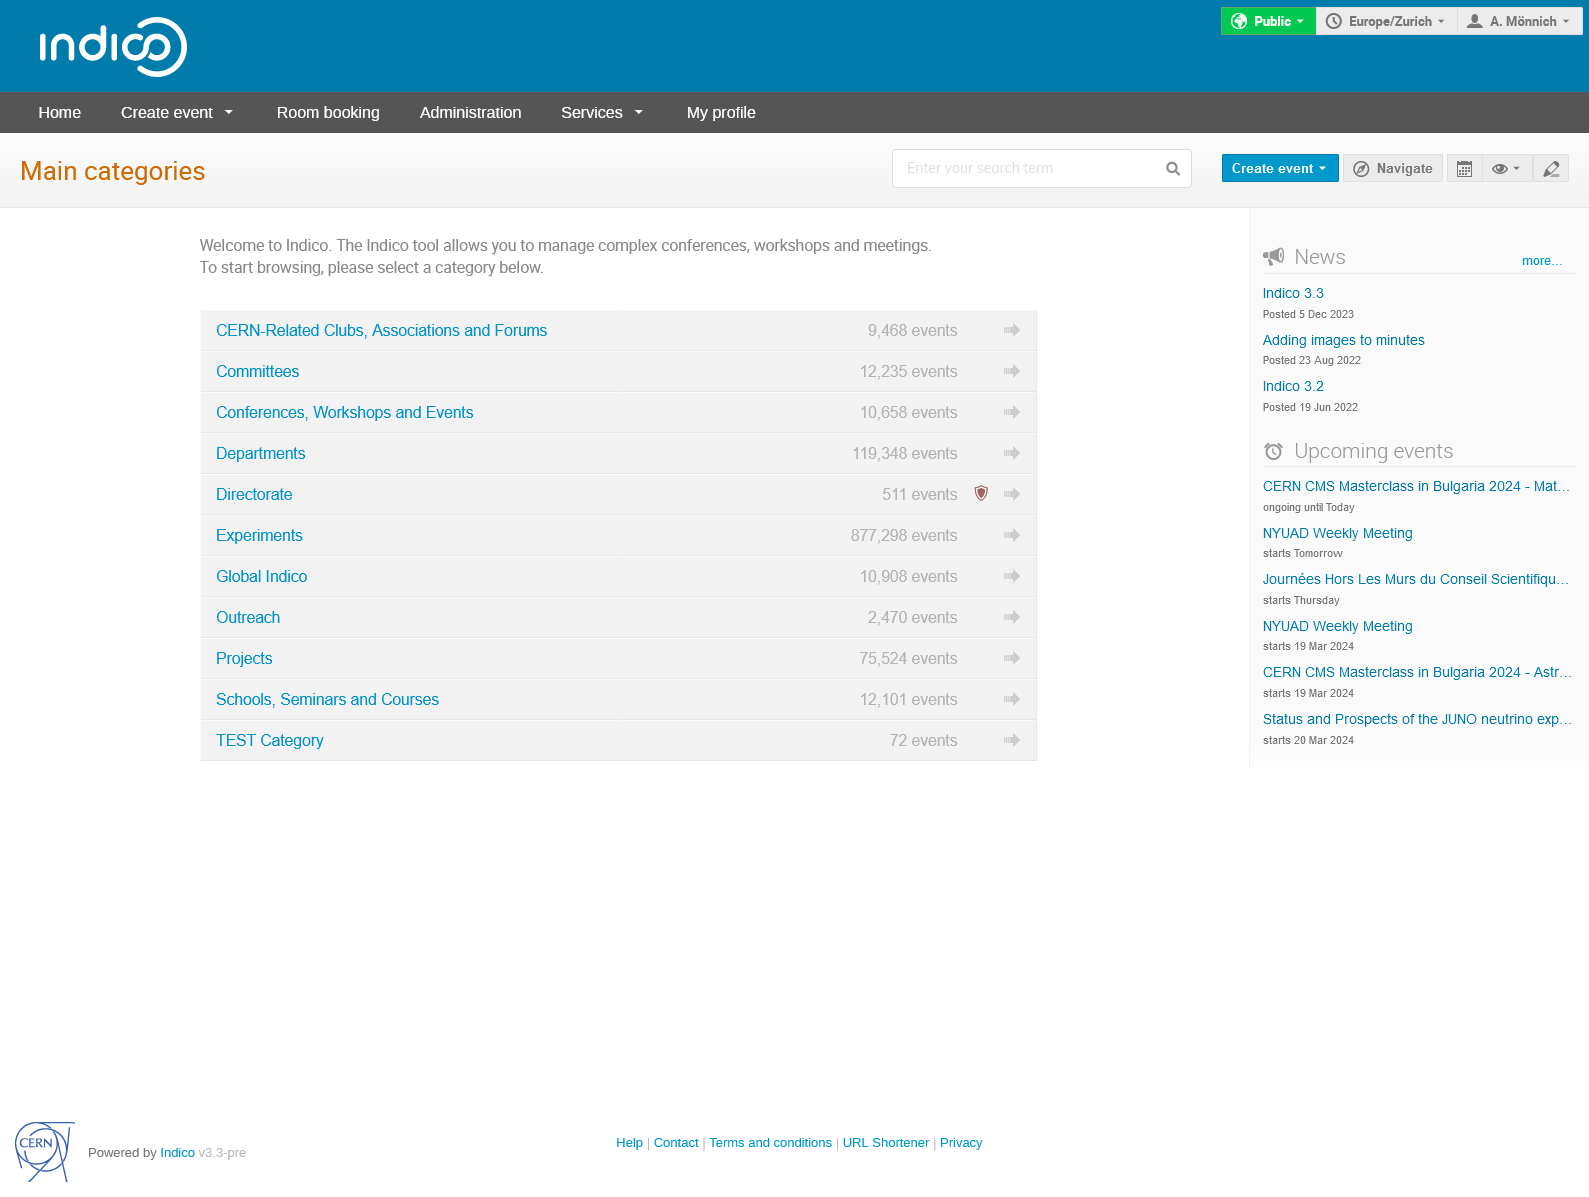 indico
Public
Europe/Zurich
A. Mönnich
Home
Create event
Room booking
Administration
Services
My profile
Main categories
Enter your search term
Create event
Navigate
Welcome to Indico. The Indico tool allows you to manage complex conferences, workshops and meetings.
To start browsing, please select a category below.
CERN-Related Clubs, Associations and Forums 9,468 events
Committees 12,235 events
Conferences, Workshops and Events 10,658 events
Departments 119,348 events
Directorate 511 events
Experiments 877,298 events
Global Indico 10,908 events
Outreach 2,470 events
Projects 75,524 events
Schools, Seminars and Courses 12,101 events
TEST Category 72 events
News more...
Indico 3.3
Posted 5 Dec 2023
Adding images to minutes
Posted 23 Aug 2022
Indico 3.2
Posted 19 Jun 2022
Upcoming events
CERN CMS Masterclass in Bulgaria 2024 - Mat...
ongoing until Today
NYUAD Weekly Meeting
starts Tomorrow
Journées Hors Les Murs du Conseil Scientifiqu...
starts Thursday
NYUAD Weekly Meeting
starts 19 Mar 2024
CERN CMS Masterclass in Bulgaria 2024 - Astr...
starts 19 Mar 2024
Status and Prospects of the JUNO neutrino exp...
starts 20 Mar 2024
CERN
Powered by Indico v3.3-pre
Help | Contact | Terms and conditions | URL Shortener | Privacy